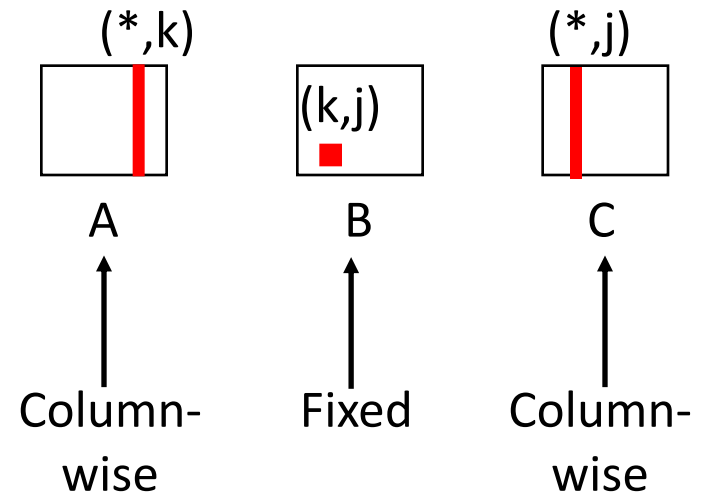 (*,k)
(*,j)
(k,j)
A
B
C
Column-
wise
Fixed
Column-
wise